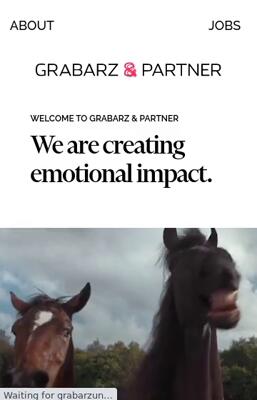 ABOUT JOBS
GRABARZ & PARTNER
WELCOME TO GRABARZ & PARTNER
We are creating
emotional impact.
Waiting for grabarzun...